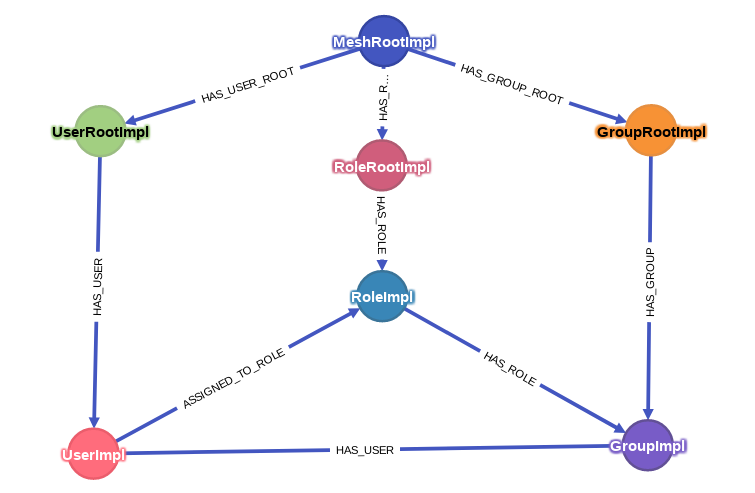 MeshRootImpl
HAS_USER_ROOT
HAS_R...
HAS_GROUP_ROOT
UserRootImpl
RoleRootImpl
GroupRootImpl
HAS_ROLE
HAS_USER
HAS_GROUP
RoleImpl
ASSIGNED_TO_ROLE
HAS_ROLE
UserImpl
HAS_USER
GroupImpl